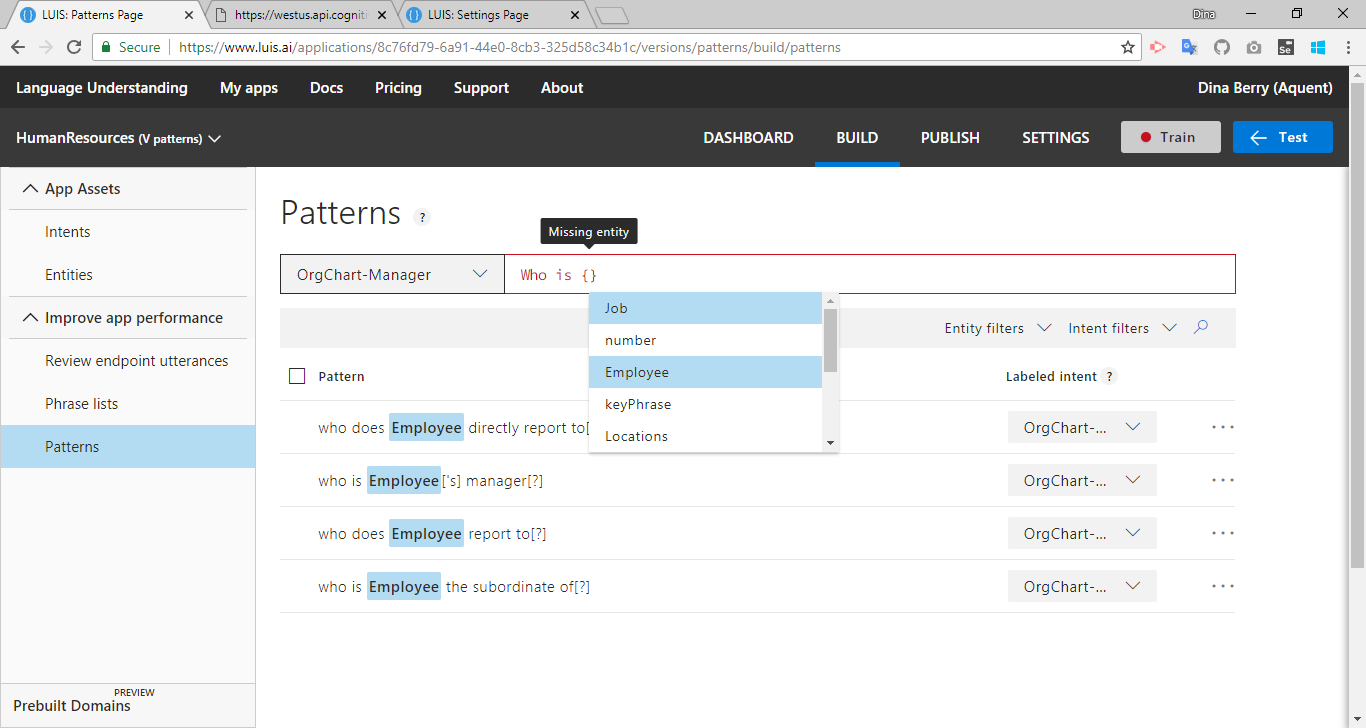 LUIS: Patterns Page
https://westus.api.cogniti
LUIS: Settings Page
Dina
Secure
https://www.luis.ai/applications/8c76fd79-6a91-44e0-8cb3-325d58c34b1c/versions/patterns/build/patterns
Se
Language Understanding
My apps
Docs
Pricing
Support
About
Dina Berry (Aquent)
HumanResources (V patterns)
DASHBOARD
BUILD
PUBLISH
SETTINGS
Train
Test
App Assets
Intents
Entities
Improve app performance
Review endpoint utterances
Phrase lists
Patterns
PREVIEW
Prebuilt Domains
Patterns ?
Missing entity
OrgChart-Manager
Who is {}
Job
number
Employee
keyPhrase
Locations
Entity filters
Intent filters
Pattern
Labeled intent ?
who does Employee directly report to[
OrgChart-...
who is Employee['s] manager[?]
OrgChart-...
who does Employee report to[?]
OrgChart-...
who is Employee the subordinate of[?]
OrgChart-...